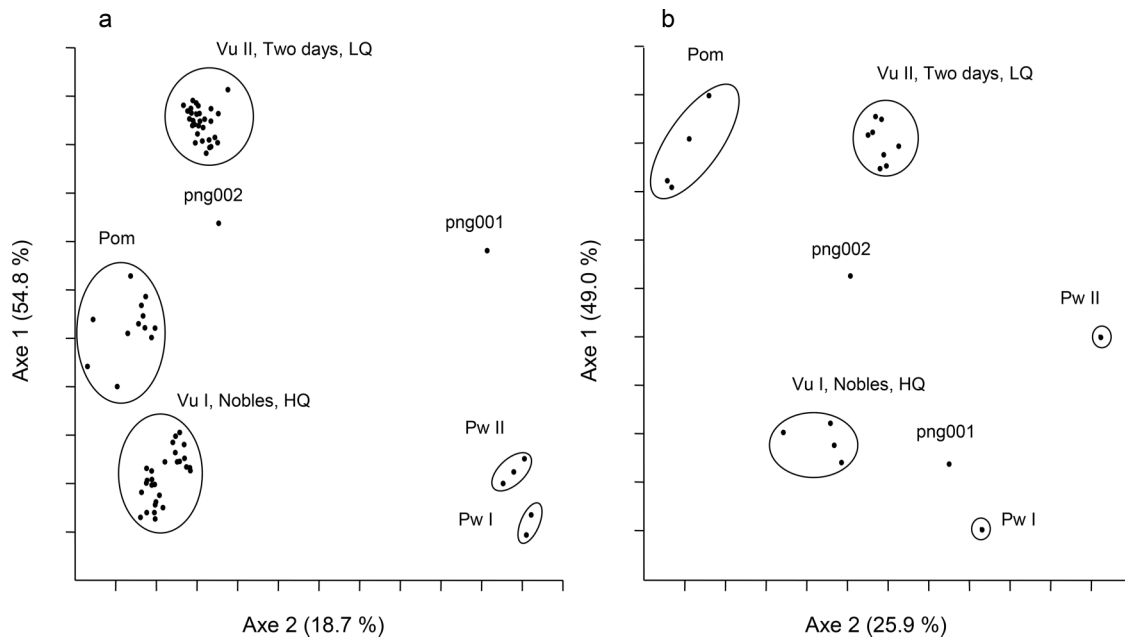 a
Vu II, Two days, LQ
png002
png001
Pom
Vu I, Nobles, HQ
Pw II
Pw I
Axe 1 (54.8 %)
Axe 2 (18.7 %)
b
Pom
Vu II, Two days, LQ
png002
Pw II
Vu I, Nobles, HQ
png001
Pw I
Axe 1 (49.0 %)
Axe 2 (25.9 %)